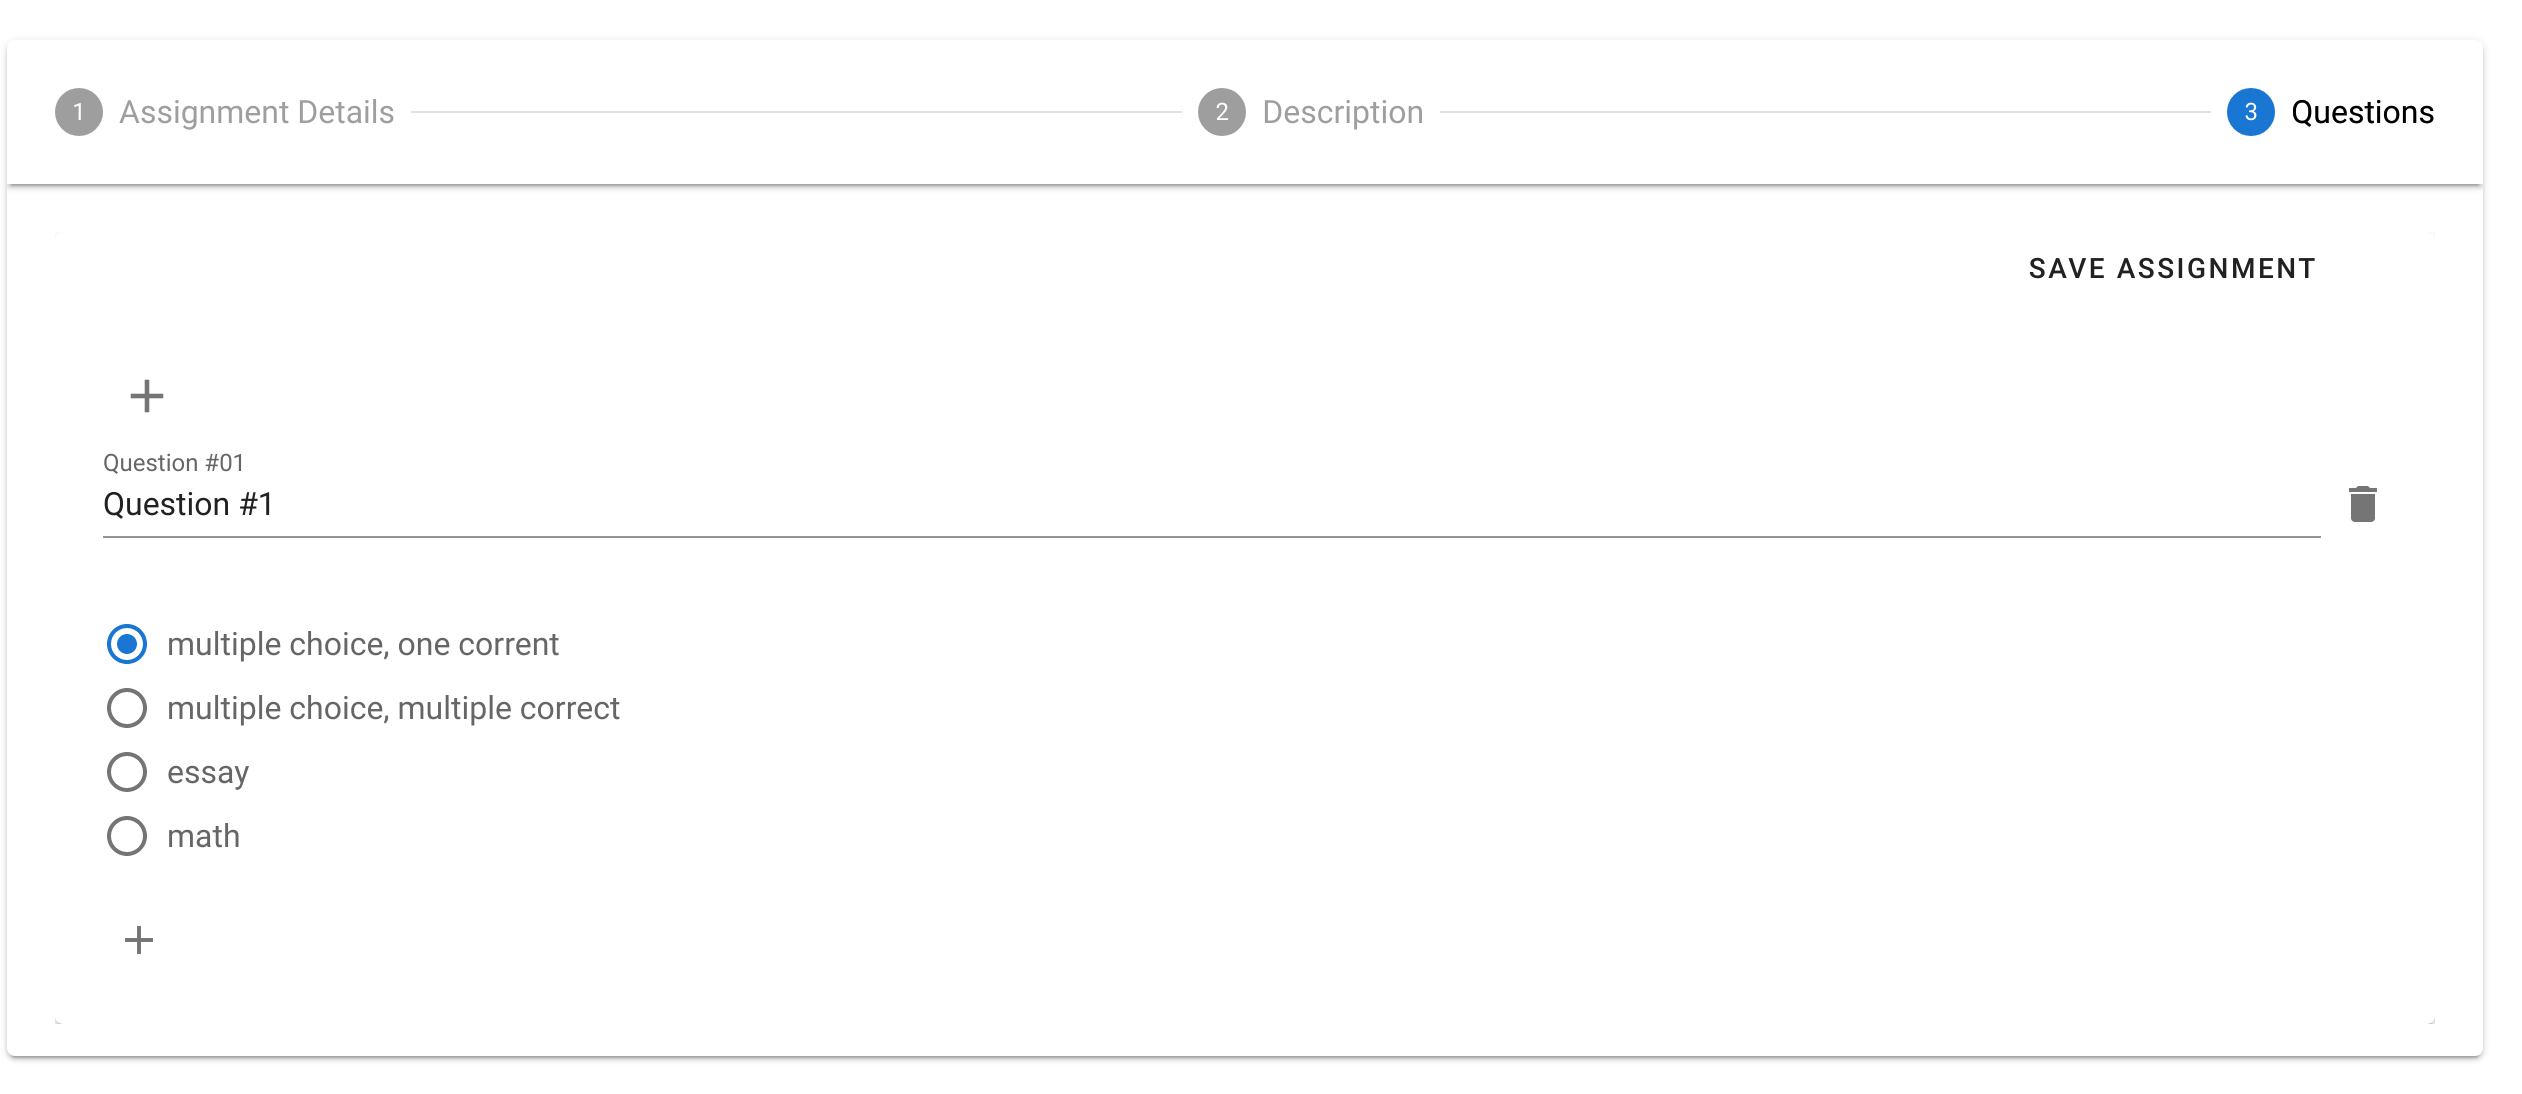 1 Assignment Details 2 Description 3 Questions
SAVE ASSIGNMENT
Question #01
Question #1
multiple choice, one corrent
multiple choice, multiple correct
essay
math